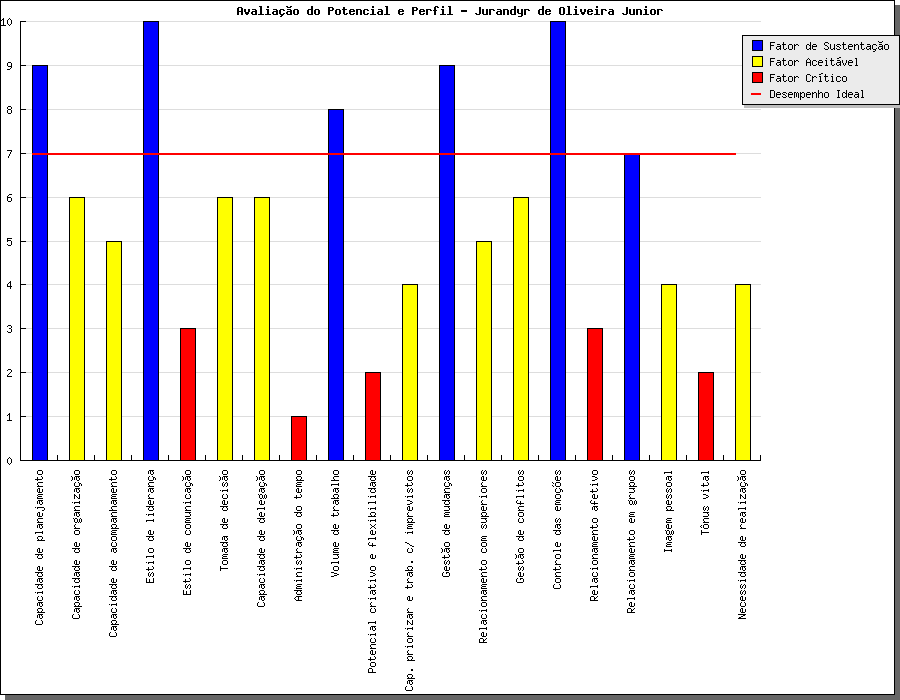 Avaliação do Potencial e Perfil - Jurandyr de Oliveira Junior
Fator de Sustentação
Fator Aceitável
Fator Crítico
Desempenho Ideal
10
9
8
7
6
5
4
3
2
1
0
Capacidade de planejamento
Capacidade de organização
Capacidade de acompanhamento
Estilo de liderança
Estilo de comunicação
Tomada de decisão
Capacidade de delegação
Administração do tempo
Volume de trabalho
Potencial criativo e flexibilidade
Cap. priorizar e trab. c/ imprevistos
Gestão de mudanças
Relacionamento com superiores
Gestão de conflitos
Controle das emoções
Relacionamento afetivo
Relacionamento em grupos
Imagem pessoal
Tônus vital
Necessidade de realização